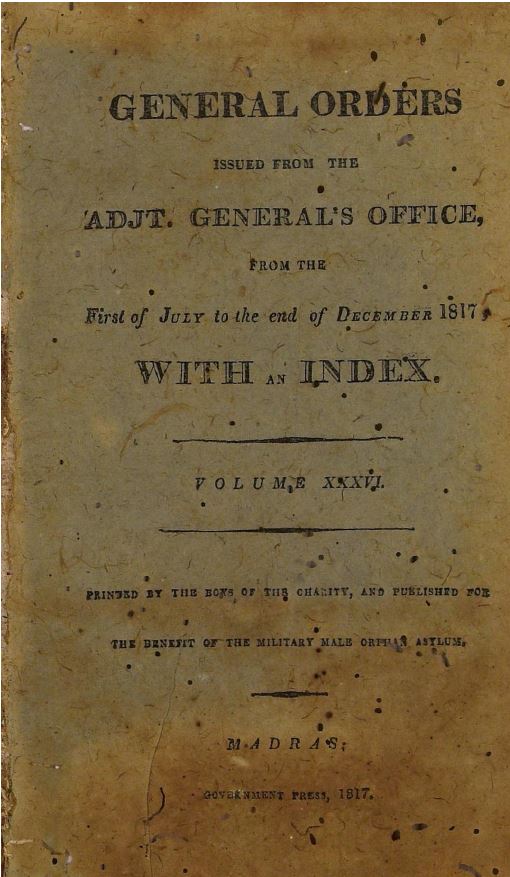 GENERAL ORDERS
ISSUED FROM THE
ADJT. GENERAL'S OFFICE,
FROM THE
First of JULY to the end of DECEMBER 1817,
WITH AN INDEX.
VOLUME XXXVI.
PRINTED BY THE BOYS OF THE CHARITY, AND PUBLISHED FOR
THE BENEFIT OF THE MILITARY MALE ORPHAN ASYLUM.
MADRAS:
GOVERNMENT PRESS, 1817.